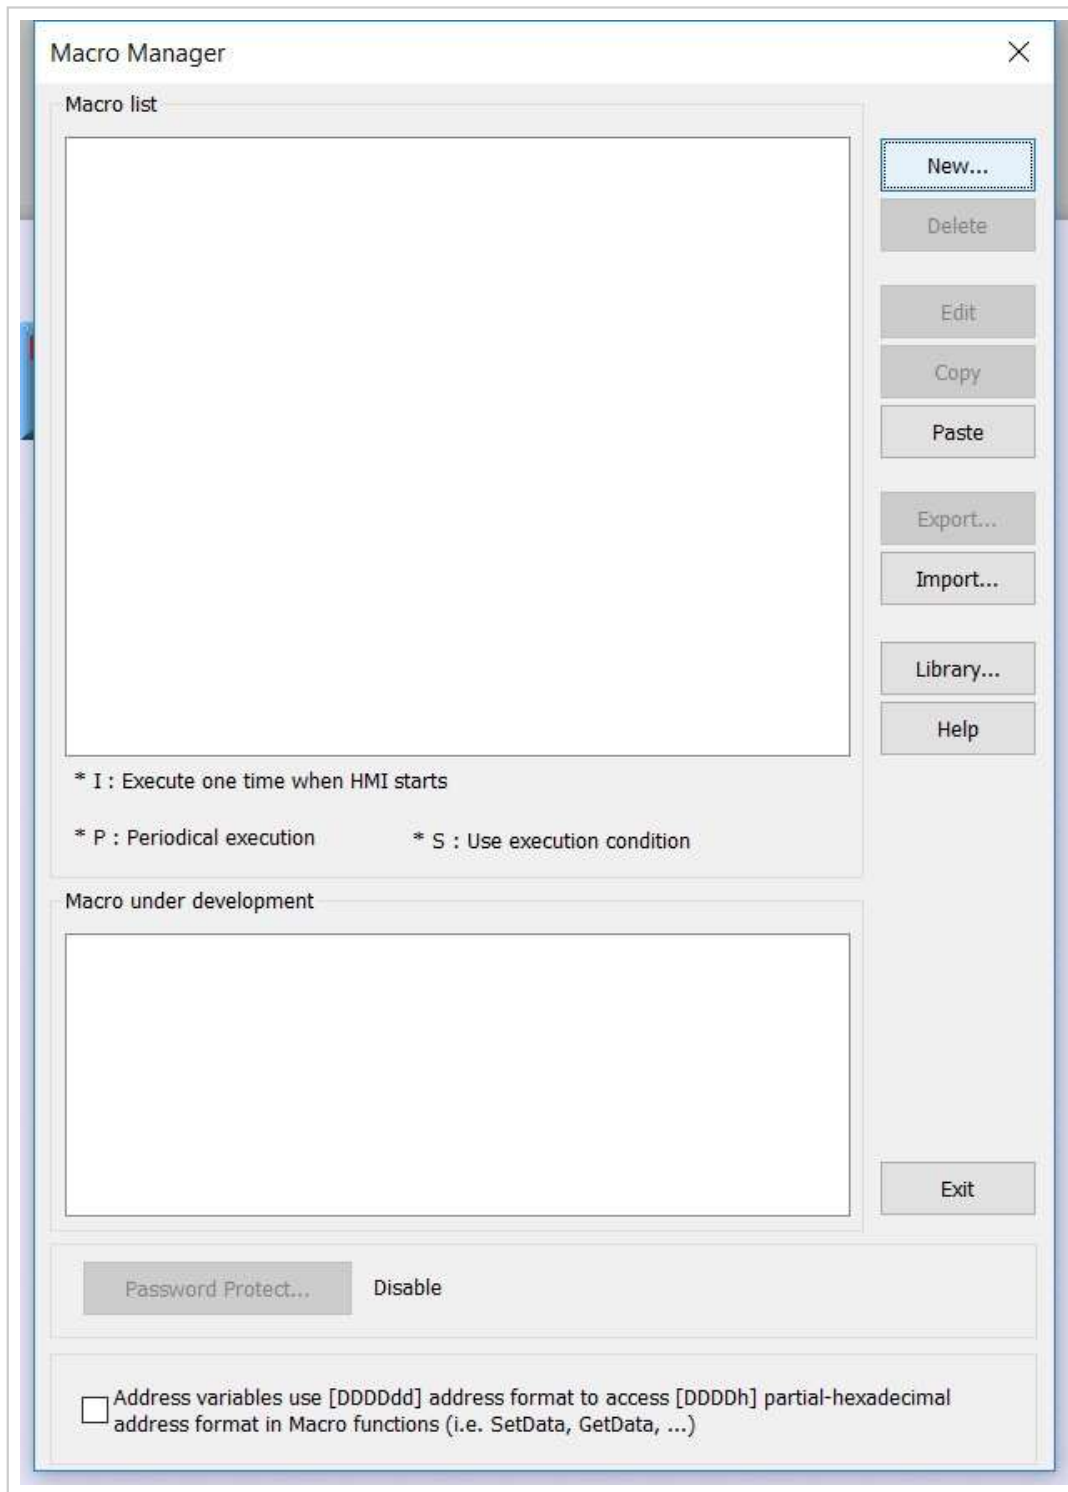 Macro Manager
Macro list
New...
Delete
Edit
Copy
Paste
Export...
Import...
Library...
Help
* I : Execute one time when HMI starts
* P : Periodical execution
* S : Use execution condition
Macro under development
Exit
Password Protect...
Disable
Address variables use [DDDDdd] address format to access [DDDDh] partial-hexadecimal
address format in Macro functions (i.e. SetData, GetData, ...)